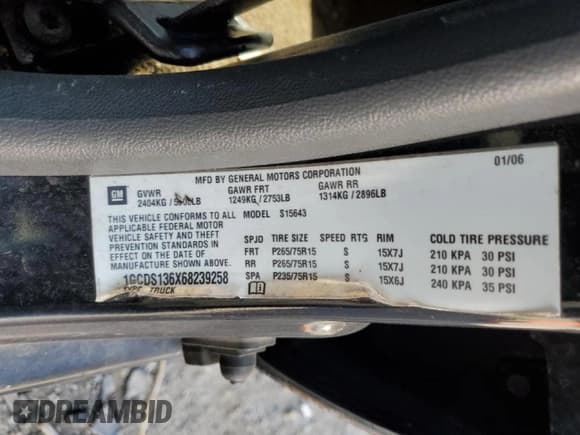 MFD BY GENERAL MOTORS CORPORATION
01/06
GM
GVWR GAWR FRT GAWR RR
2404KG / LB 1249KG / 2753LB 1314KG / 2896LB
THIS VEHICLE CONFORMS TO ALL MODEL S15643
APPLICABLE FEDERAL MOTOR
VEHICLE SAFETY AND THEFT
PREVENTION STANDARDS IN
EFFECT ON THE DATE OF
MANUFACTURE SHOWN ABOVE.
1GCDS136X68239258
TYPE: TRUCK
SPJO TIRE SIZE SPEED RTG RIM COLD TIRE PRESSURE
FRT P265/75R15 S 15X7J 210 KPA 30 PSI
RR P265/75R15 S 15X7J 210 KPA 30 PSI
SPA P235/75R15 S 15X6J 240 KPA 35 PSI
DREAMBID